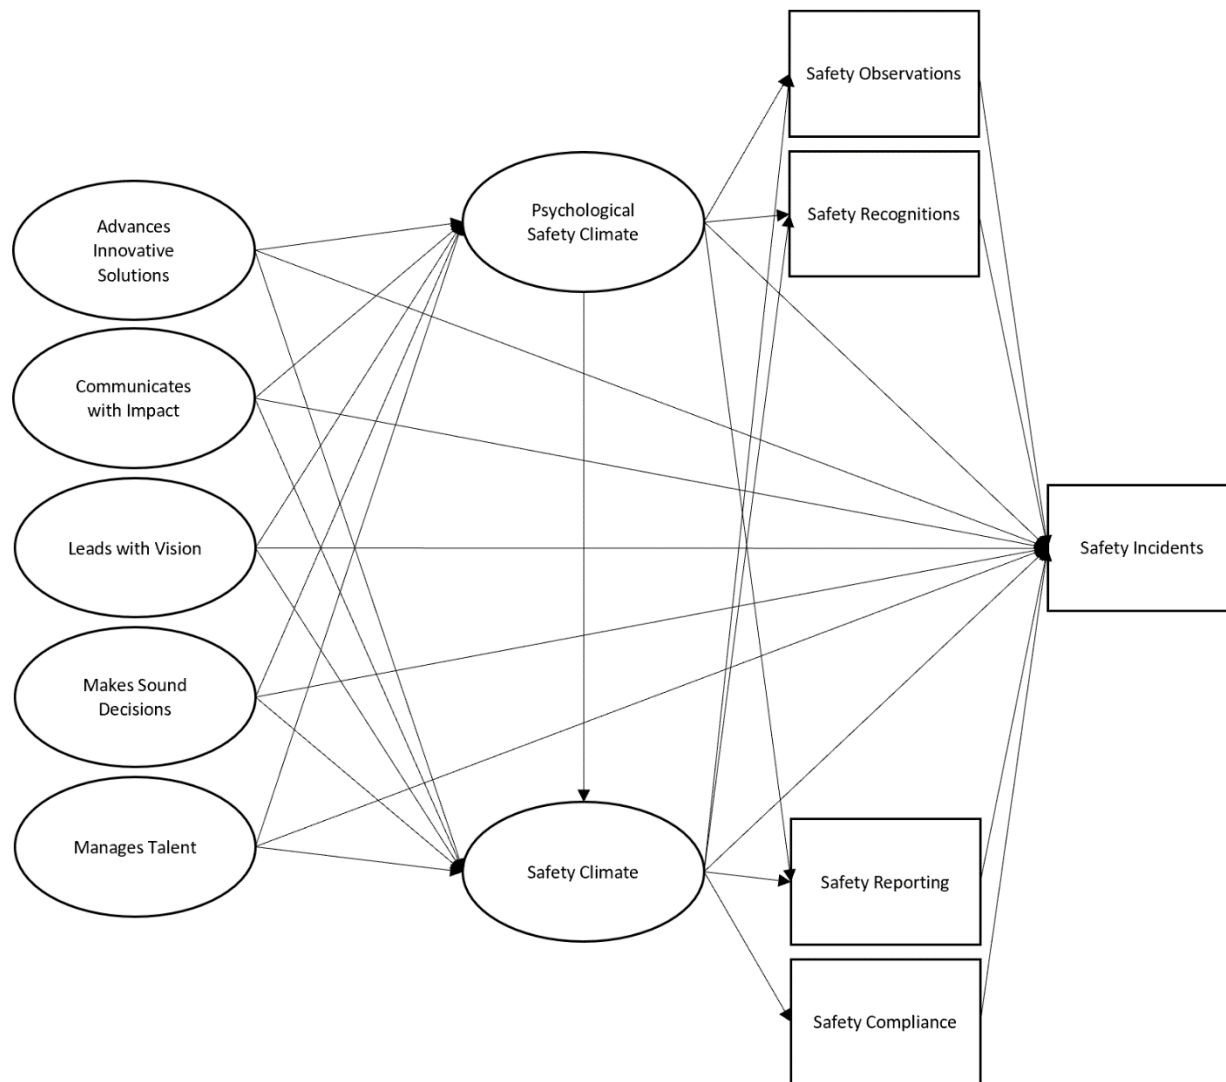 Safety Observations
Safety Recognitions
Psychological
Safety Climate
Advances
Innovative
Solutions
Communicates
with Impact
Leads with Vision
Makes Sound
Decisions
Manages Talent
Safety Climate
Safety Incidents
Safety Reporting
Safety Compliance